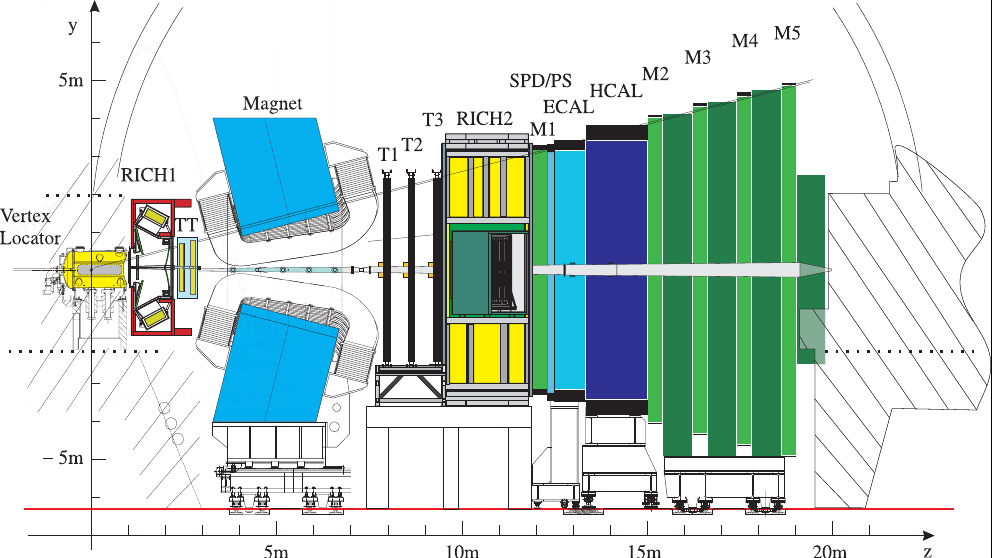 y
5m
Magnet
RICH1
Vertex
Locator
TT
T1
T2
T3
RICH2
M1
SPD/PS
ECAL
HCAL
M2
M3
M4
M5
– 5m
5m
10m
15m
20m
z